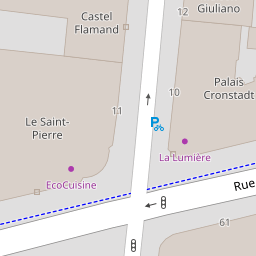 Castel
Flamand
Giuliano
12
Palais
Cronstadt
10
11
Le Saint-
Pierre
P
La Lumière
EcoCuisine
Rue
61